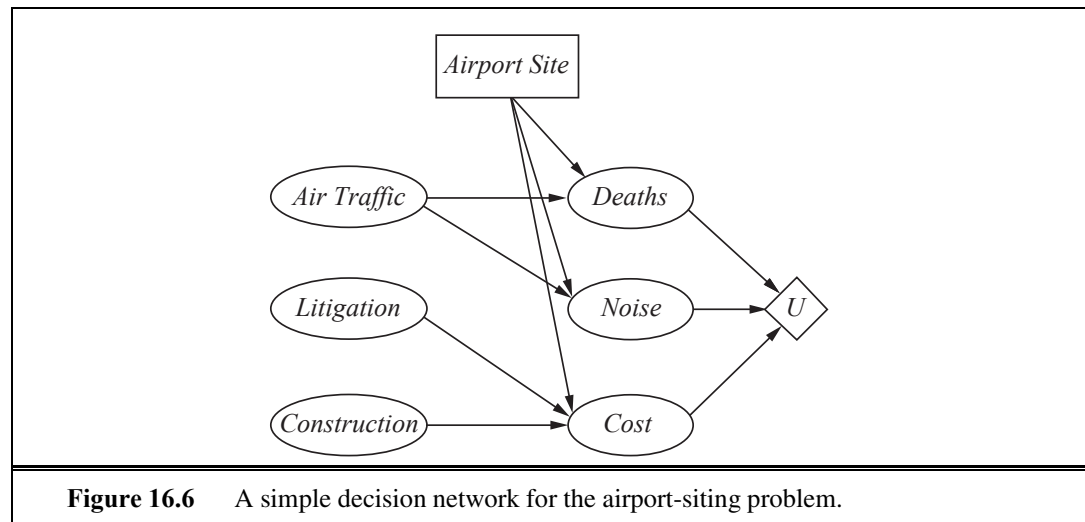 Airport Site
Air Traffic
Deaths
Litigation
Noise
U
Construction
Cost
Figure 16.6 A simple decision network for the airport-siting problem.